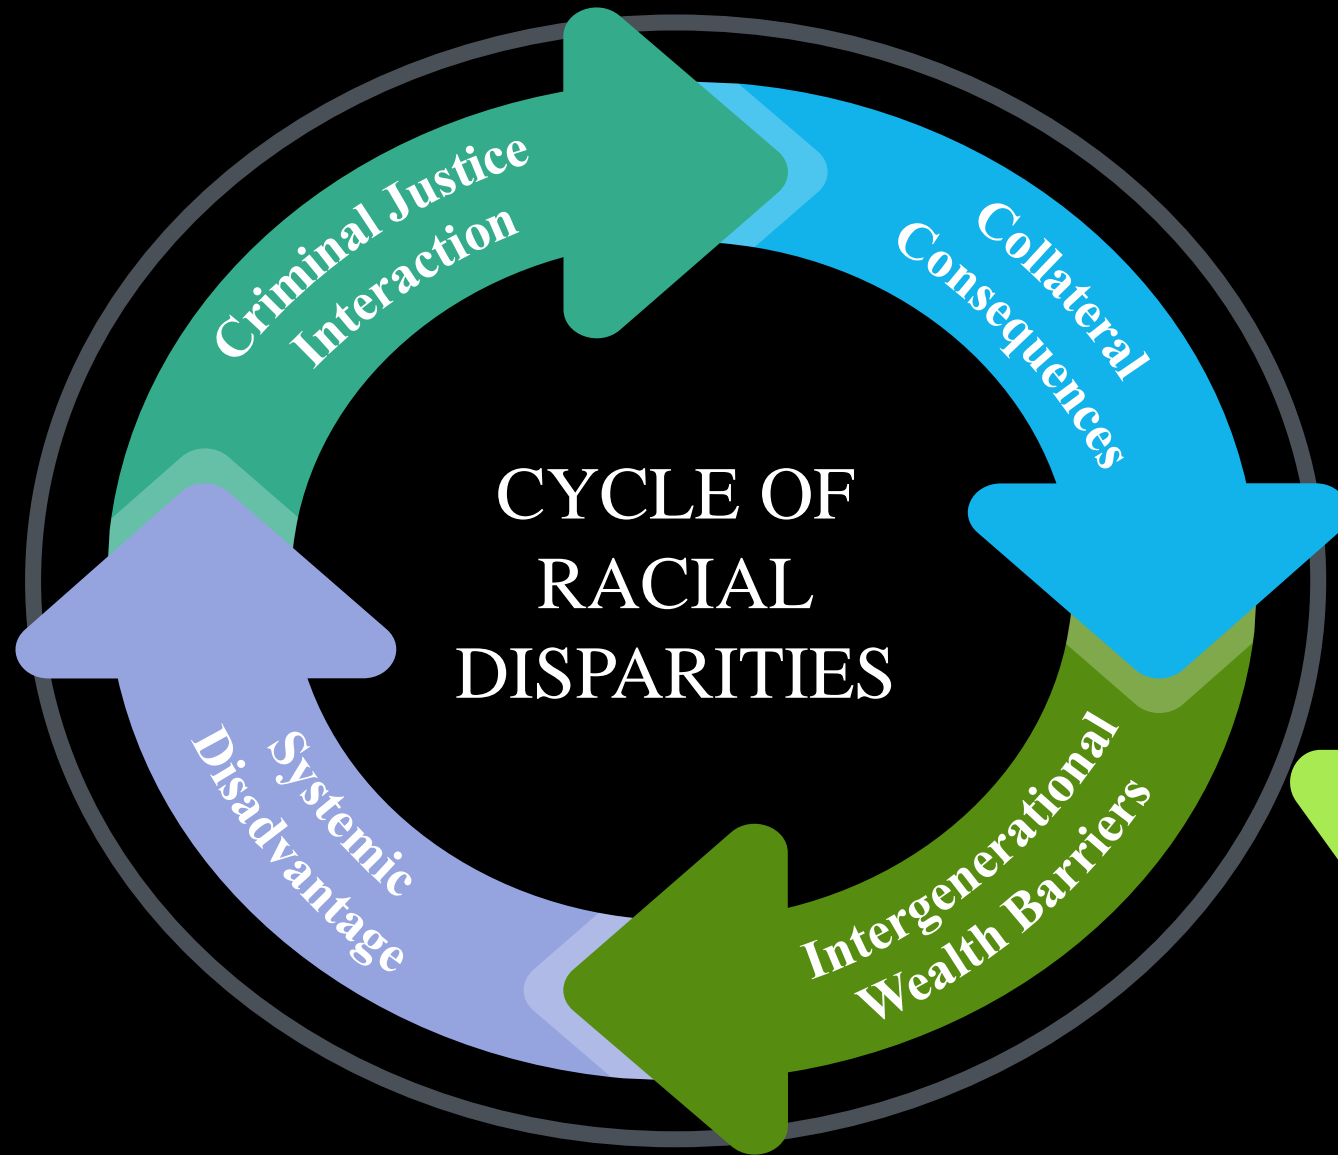 Criminal Justice
Interaction
Collateral
Consequences
CYCLE OF
RACIAL
DISPARITIES
Intergenerational
Wealth Barriers
Systemic
Disadvantage